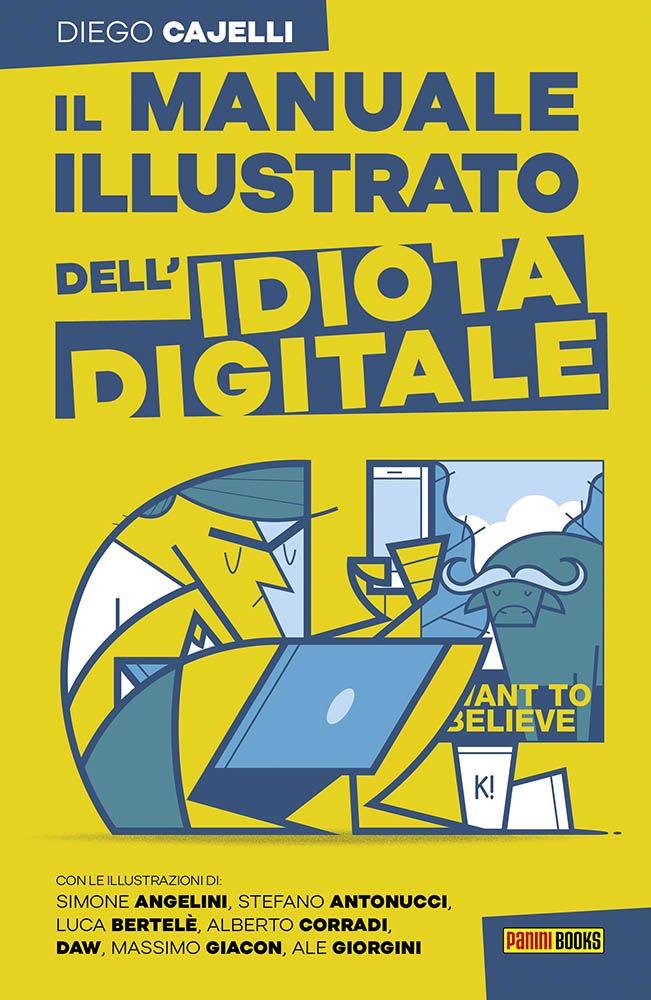 DIEGO CAJELLI
IL MANUALE
ILLUSTRATO
DELL'IDIOTA
DIGITALE
WANT TO
BELIEVE
K!
CON LE ILLUSTRAZIONI DI:
SIMONE ANGELINI, STEFANO ANTONUCCI,
LUCA BERTELÈ, ALBERTO CORRADI,
DAW, MASSIMO GIACON, ALE GIORGINI
PANINI BOOKS